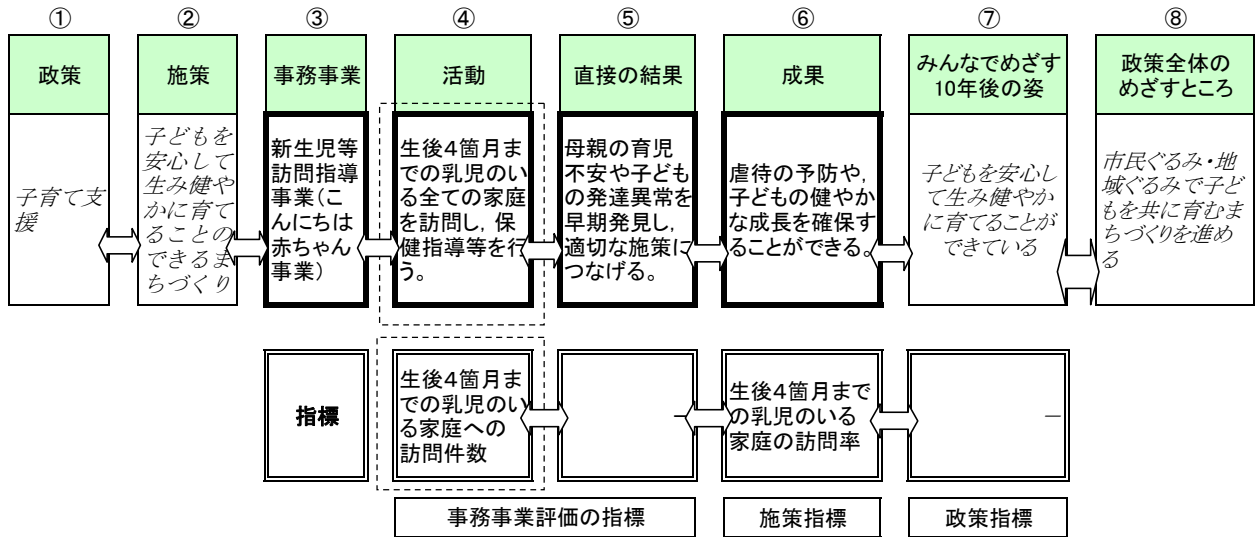 ①
②
③
④
⑤
⑥
⑦
⑧
政策
施策
事務事業
活動
直接の結果
成果
みんなでめざす
10年後の姿
政策全体の
めざすところ
子育て支
援
子どもを
安心して
生み健や
かに育て
ることの
できるま
ちづくり
新生児等
訪問指導
事業(こ
んにちは
赤ちゃん
事業)
生後4箇月ま
での乳児のい
る全ての家庭
を訪問し,保
健指導等を行
う。
母親の育児
不安や子ども
の発達異常を
早期発見し,
適切な施策に
つなげる。
虐待の予防や,
子どもの健やか
な成長を確保す
ることができる。
子どもを安心し
て生み健やか
に育てることが
できている
市民ぐるみ・地
域ぐるみで子ど
もを共に育むま
ちづくりを進め
る
指標
生後4箇月ま
での乳児のい
る家庭への
訪問件数
－
生後4箇月まで
の乳児のいる
家庭の訪問率
－
事務事業評価の指標
施策指標
政策指標